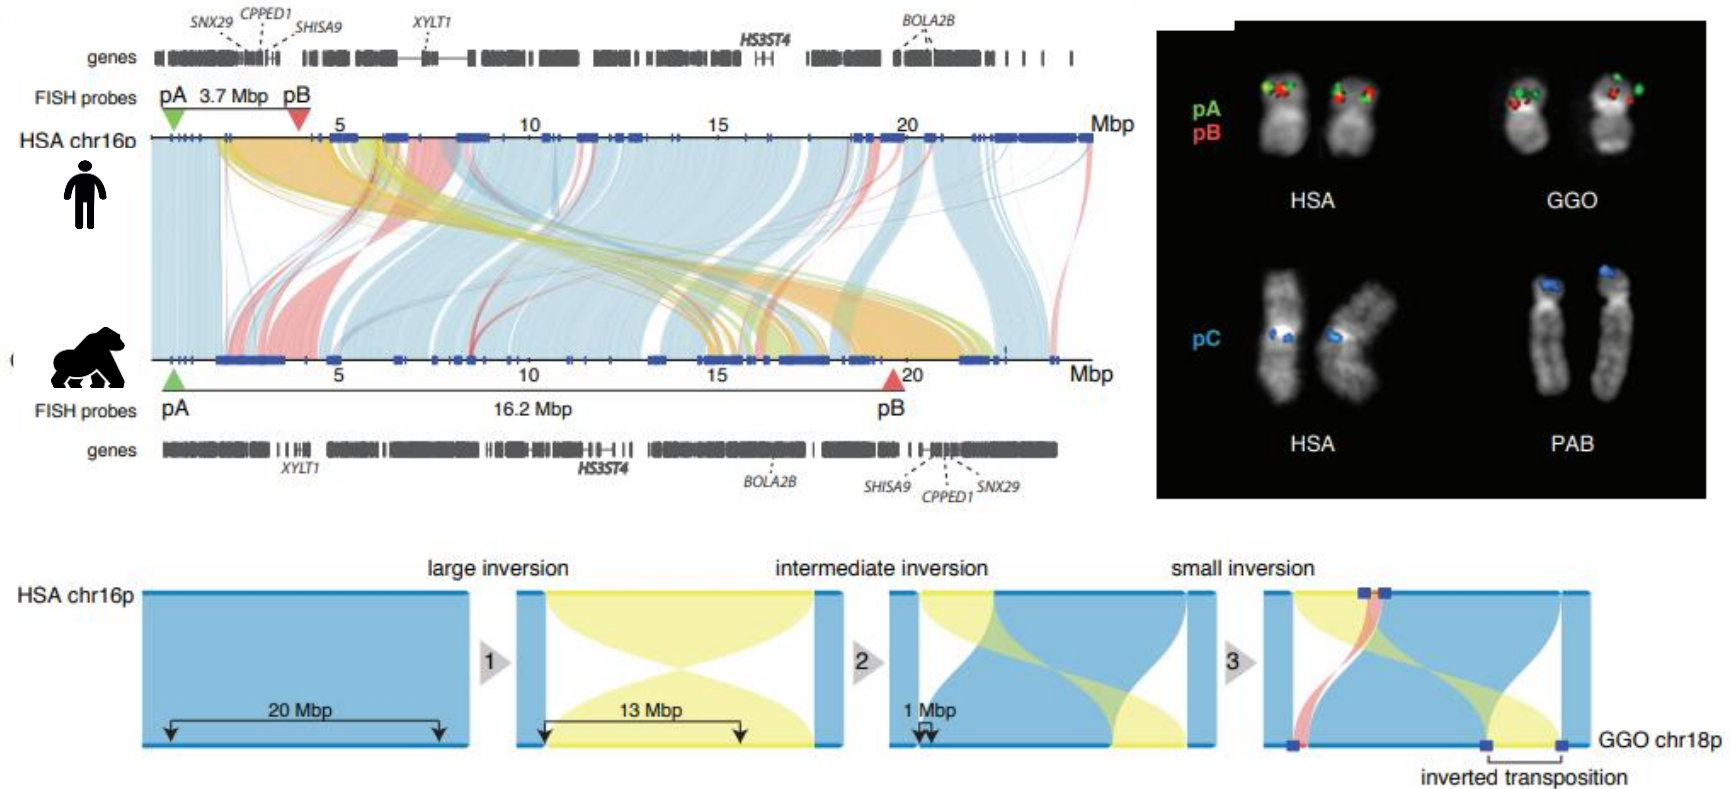 SNX29
CPPED1
SHISA9
XYLT1
HS3ST4
BOLA2B
genes
FISH probes
pA 3.7 Mbp pB
HSA chr16p
5 10 15 20 Mbp
5 10 15 20 Mbp
FISH probes
pA 16.2 Mbp pB
genes
XYLT1
HS3ST4
BOLA2B
SHISA9
CPPED1
SNX29
pA
pB
HSA GGO
pC
HSA PAB
large inversion intermediate inversion small inversion
HSA chr16p
1 2 3
20 Mbp 13 Mbp 1 Mbp
GGO chr18p
inverted transposition